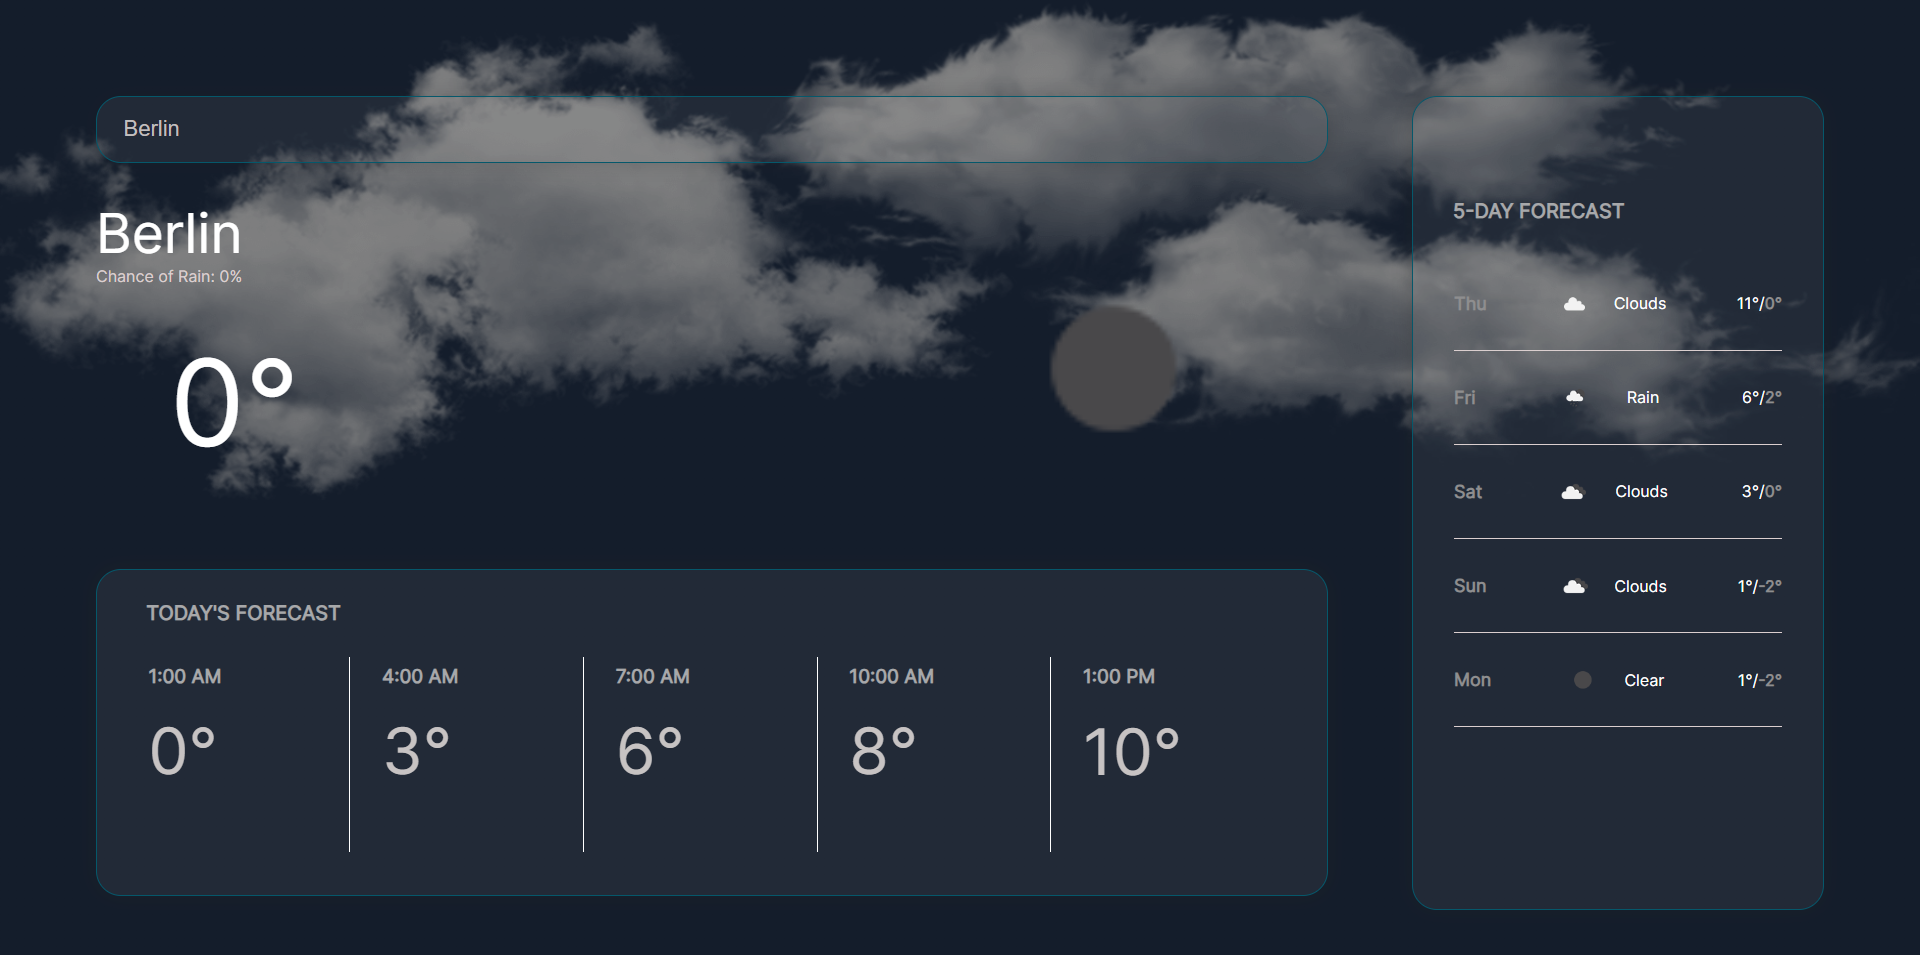 Berlin
Berlin
Chance of Rain: 0%
0°
TODAY'S FORECAST
1:00 AM
0°
4:00 AM
3°
7:00 AM
6°
10:00 AM
8°
1:00 PM
10°
5-DAY FORECAST
Thu Clouds 11°/0°
Fri Rain 6°/2°
Sat Clouds 3°/0°
Sun Clouds 1°/-2°
Mon Clear 1°/-2°